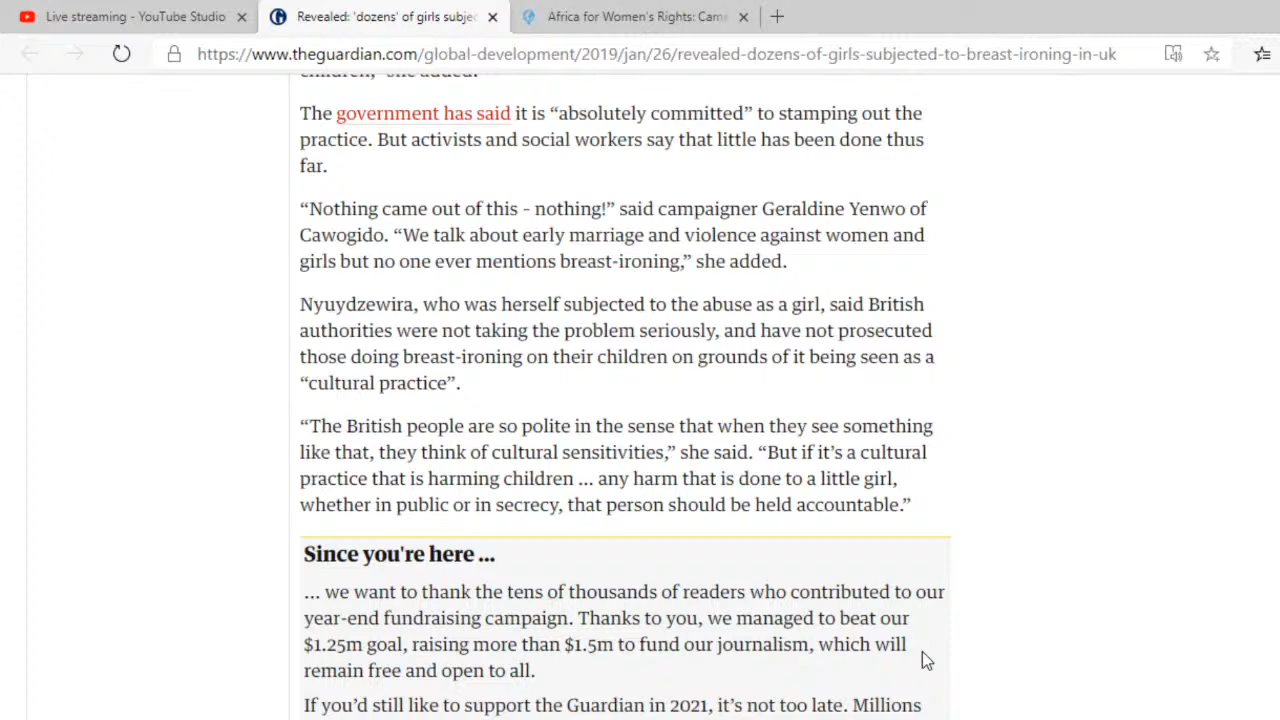 Live streaming - YouTube Studio
Revealed: 'dozens' of girls subje
Africa for Women's Rights: Cam
https://www.theguardian.com/global-development/2019/jan/26/revealed-dozens-of-girls-subjected-to-breast-ironing-in-uk
children,” she added.
The government has said it is “absolutely committed” to stamping out the
practice. But activists and social workers say that little has been done thus
far.
“Nothing came out of this – nothing!” said campaigner Geraldine Yenwo of
Cawogido. “We talk about early marriage and violence against women and
girls but no one ever mentions breast-ironing,” she added.
Nyuydzewira, who was herself subjected to the abuse as a girl, said British
authorities were not taking the problem seriously, and have not prosecuted
those doing breast-ironing on their children on grounds of it being seen as a
“cultural practice”.
“The British people are so polite in the sense that when they see something
like that, they think of cultural sensitivities,” she said. “But if it’s a cultural
practice that is harming children ... any harm that is done to a little girl,
whether in public or in secrecy, that person should be held accountable.”
Since you're here ...
... we want to thank the tens of thousands of readers who contributed to our
year-end fundraising campaign. Thanks to you, we managed to beat our
$1.25m goal, raising more than $1.5m to fund our journalism, which will
remain free and open to all.
If you’d still like to support the Guardian in 2021, it’s not too late. Millions